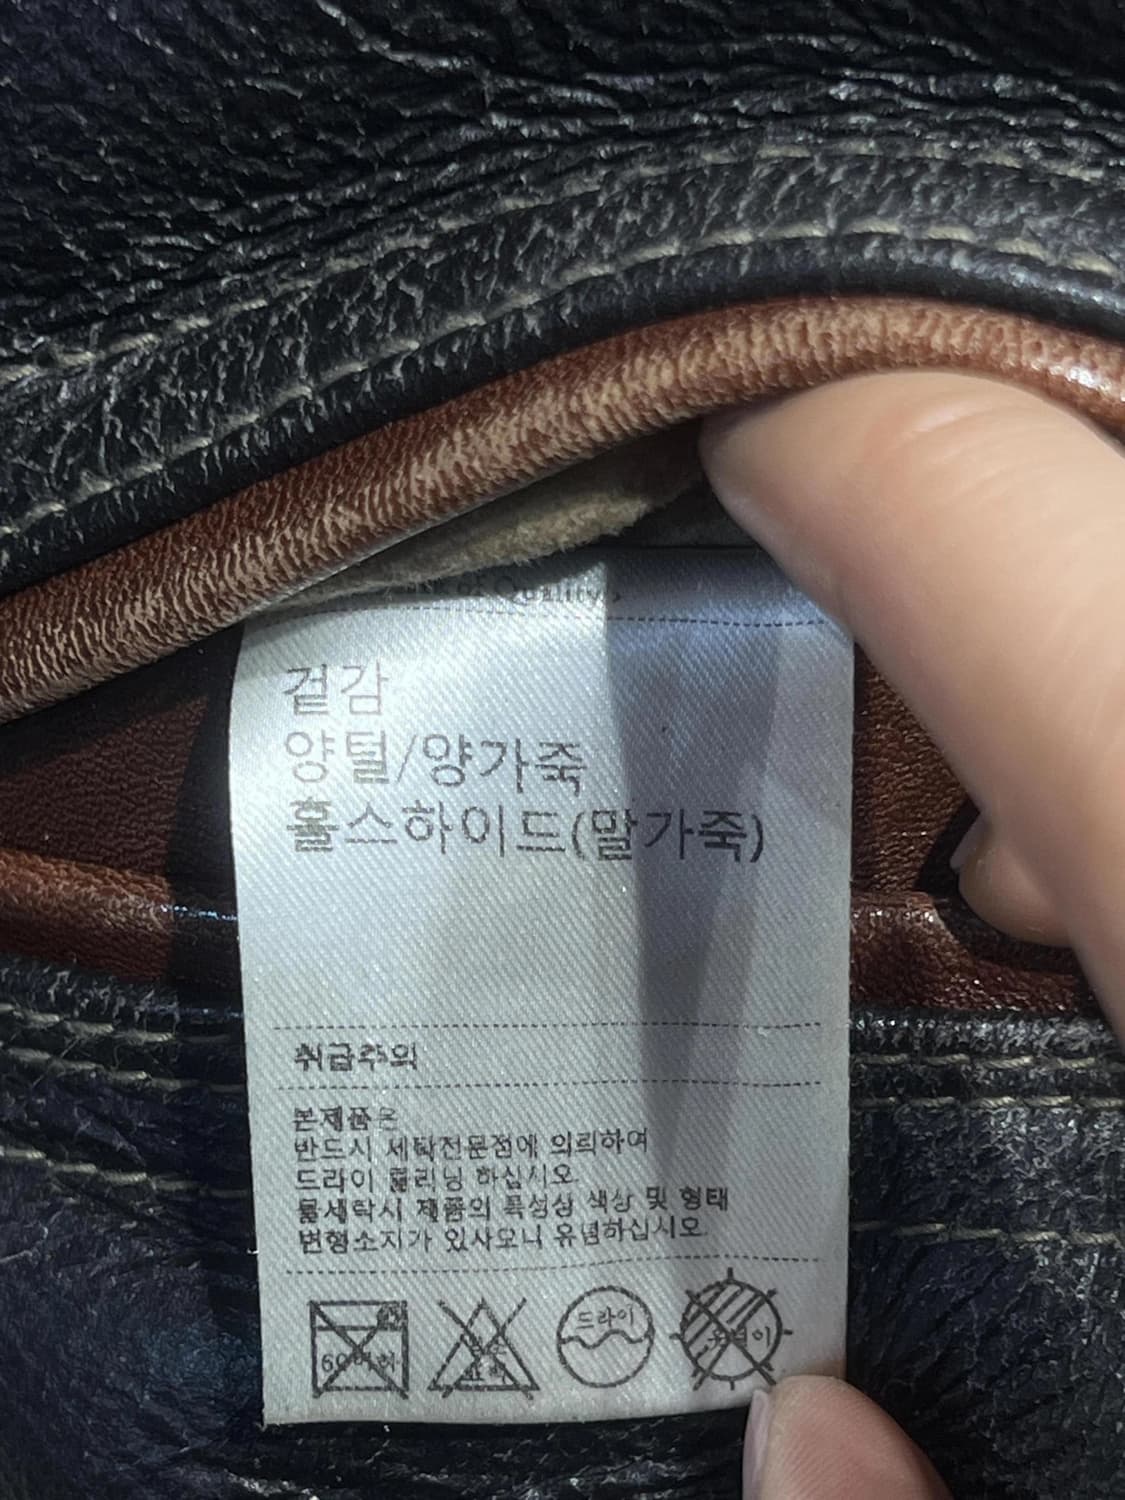 of Quality
겉감
양털/양가죽
홀스하이드(말가죽)
취급주의
본제품은
반드시 세탁전문점에 의뢰하여
드라이 클리닝 하십시오.
물세탁시 제품의 특성상 색상 및 형태
변형소지가 있사오니 유념하십시오.
드라이